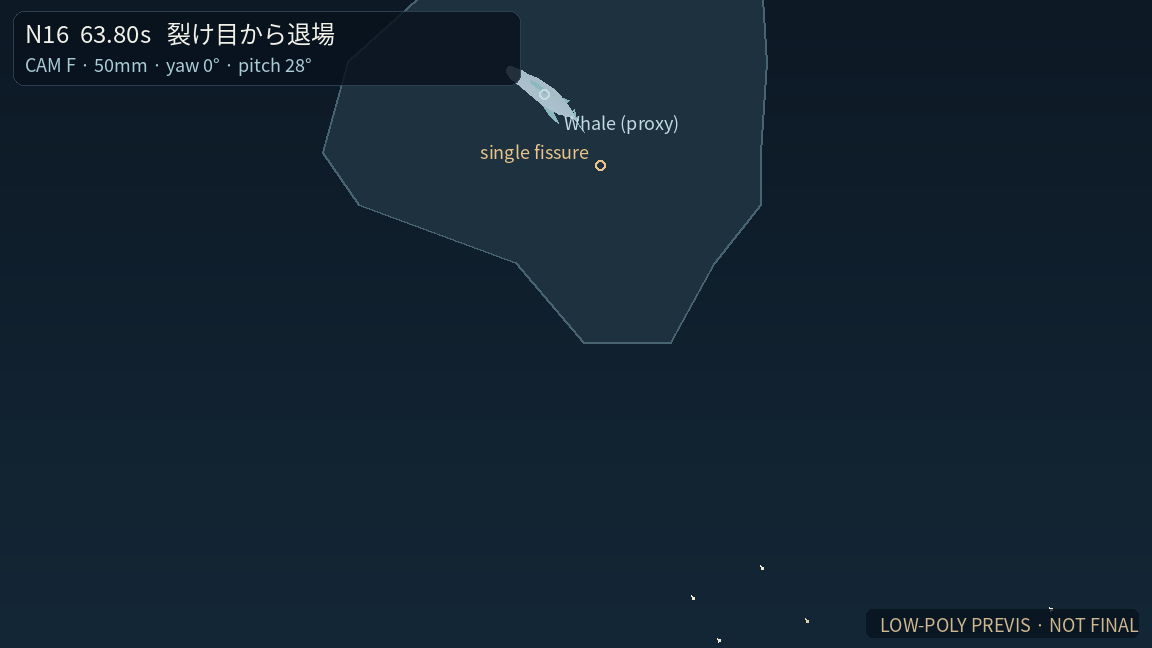 N16 63.80s 裂け目から退場
CAM F · 50mm · yaw 0° · pitch 28°
Whale (proxy)
single fissure
LOW-POLY PREVIS · NOT FINAL